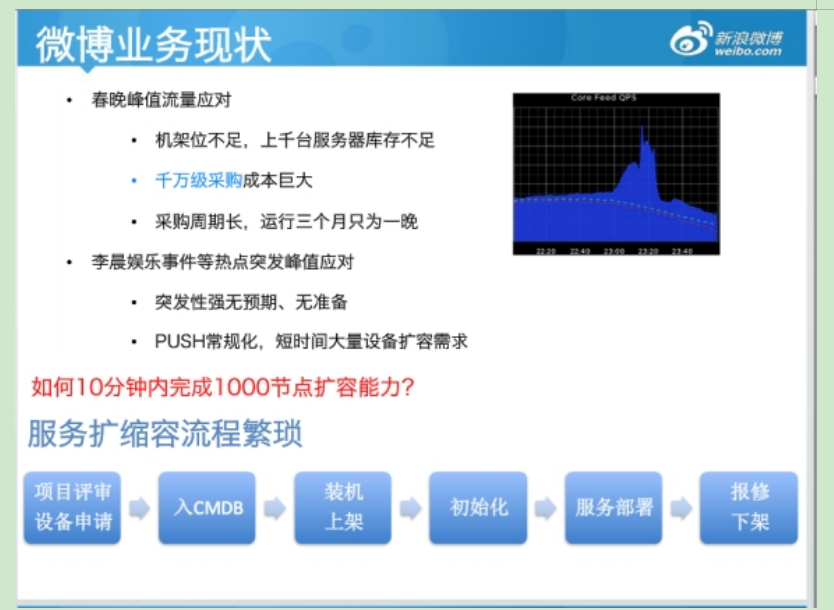 微博业务现状
新浪微博
weibo.com
• 春晚峰值流量应对
• 机架位不足，上千台服务器库存不足
• 千万级采购成本巨大
• 采购周期长，运行三个月只为一晚
• 李晨娱乐事件等热点突发峰值应对
• 突发性强无预期、无准备
• PUSH常规化，短时间大量设备扩容需求
Core Feed QPS
22:20 22:40 23:00 23:20 23:40
如何10分钟内完成1000节点扩容能力?
服务扩缩容流程繁琐
项目评审
设备申请
入CMDB
装机
上架
初始化
服务部署
报修
下架